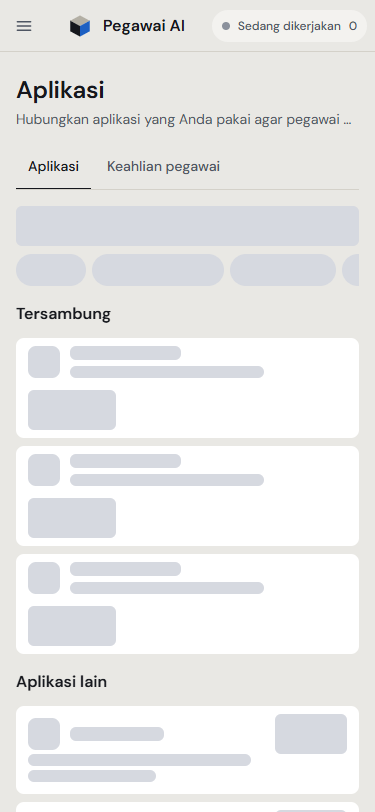 Pegawai AI
Sedang dikerjakan 0
Aplikasi
Hubungkan aplikasi yang Anda pakai agar pegawai ...
Aplikasi
Keahlian pegawai
Tersambung
Aplikasi lain